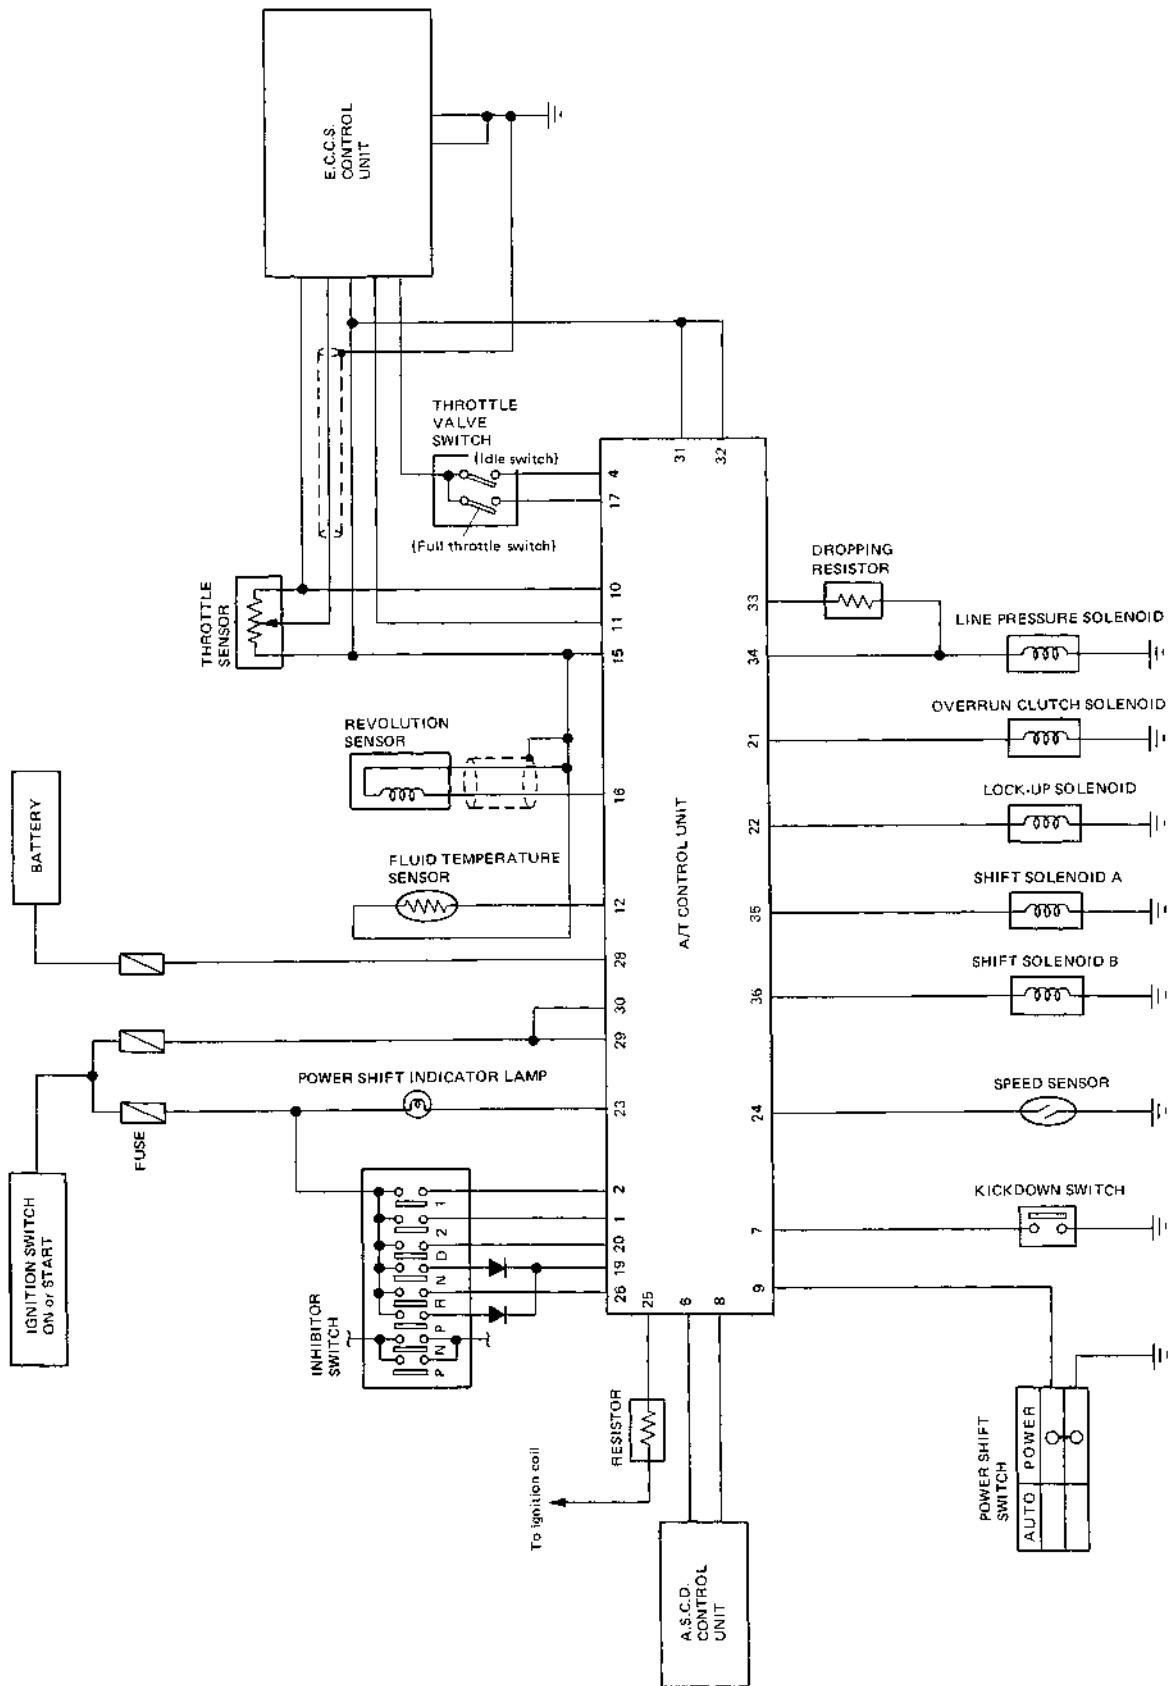 E.C.C.S.
CONTROL
UNIT
THROTTLE
VALVE
SWITCH
(Idle switch)
(Full throttle switch)
31
32
4
17
THROTTLE
SENSOR
10
11
15
DROPPING
RESISTOR
33
34
LINE PRESSURE SOLENOID
REVOLUTION
SENSOR
16
21
OVERRUN CLUTCH SOLENOID
BATTERY
22
LOCK-UP SOLENOID
A/T CONTROL UNIT
FLUID TEMPERATURE
SENSOR
12
35
SHIFT SOLENOID A
28
36
SHIFT SOLENOID B
30
29
POWER SHIFT INDICATOR LAMP
23
FUSE
24
SPEED SENSOR
IGNITION SWITCH
ON or START
INHIBITOR
SWITCH
1
2
D
N
R
P
N
P
2
1
20
19
26
25
6
8
7
KICKDOWN SWITCH
9
RESISTOR
To ignition coil
POWER SHIFT
SWITCH
AUTO
POWER
A.S.C.D.
CONTROL
UNIT